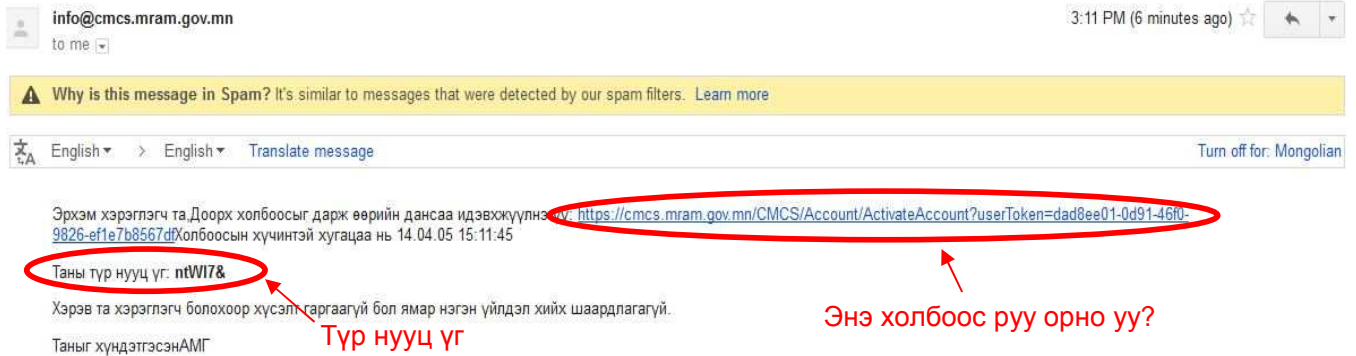 info@cmcs.mram.gov.mn 3:11 PM (6 minutes ago)
to me
Why is this message in Spam? It's similar to messages that were detected by our spam filters. Learn more
English > English Translate message Turn off for: Mongolian
Эрхэм хэрэглэгч та,Доорх холбоосыг дарж өөрийн дансаа идэвхжүүлнэ үү: https://cmcs.mram.gov.mn/CMCS/Account/ActivateAccount?userToken=dad8ee01-0d91-46f0-
9826-ef1e7b8567dfХолбоосын хүчинтэй хугацаа нь 14.04.05 15:11:45
Таны түр нууц үг: ntWI7&
Хэрэв та хэрэглэгч болохоор хүсэлт гаргаагүй бол ямар нэгэн үйлдэл хийх шаардлагагүй.
Энэ холбоос руу орно уу?
Түр нууц үг
Таныг хүндэтгэсэнАМГ